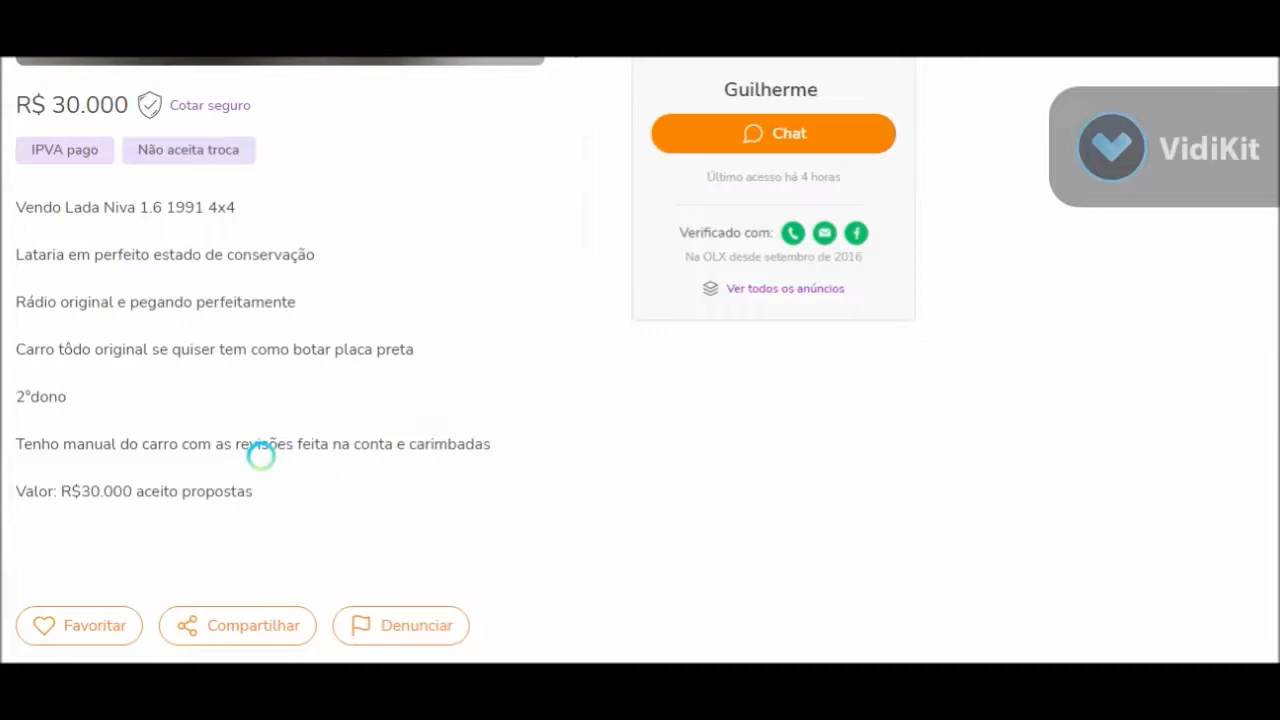 R$ 30.000 Cotar seguro
IPVA pago Não aceita troca
Vendo Lada Niva 1.6 1991 4x4
Lataria em perfeito estado de conservação
Rádio original e pegando perfeitamente
Carro tôdo original se quiser tem como botar placa preta
2°dono
Tenho manual do carro com as revisões feita na conta e carimbadas
Valor: R$30.000 aceito propostas
Favoritar Compartilhar Denunciar
Guilherme
Chat
Último acesso há 4 horas
Verificado com:
Na OLX desde setembro de 2016
Ver todos os anúncios
VidiKit